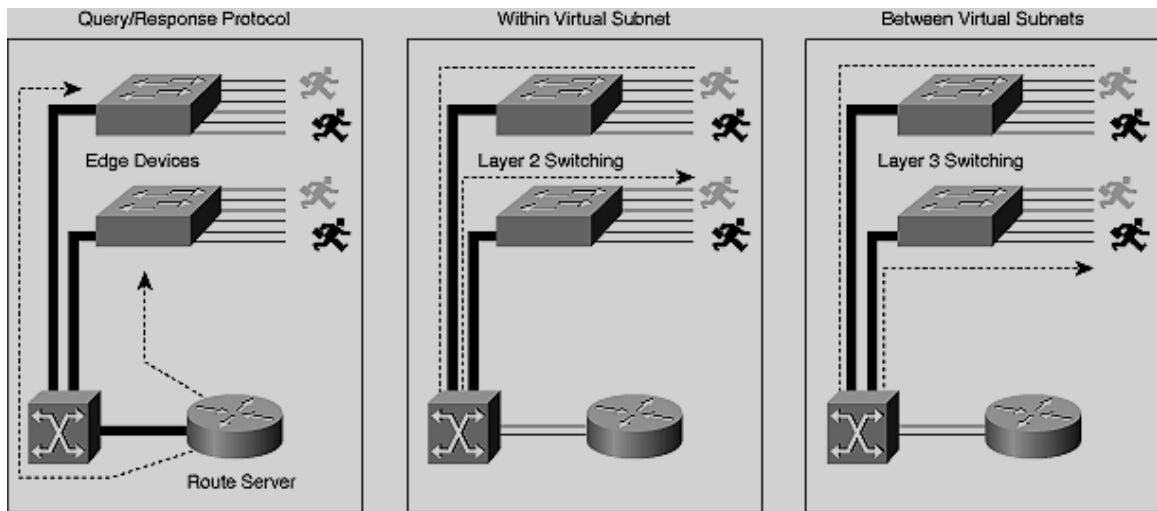 Query/Response Protocol
Within Virtual Subnet
Between Virtual Subnets
Edge Devices
Layer 2 Switching
Layer 3 Switching
Route Server